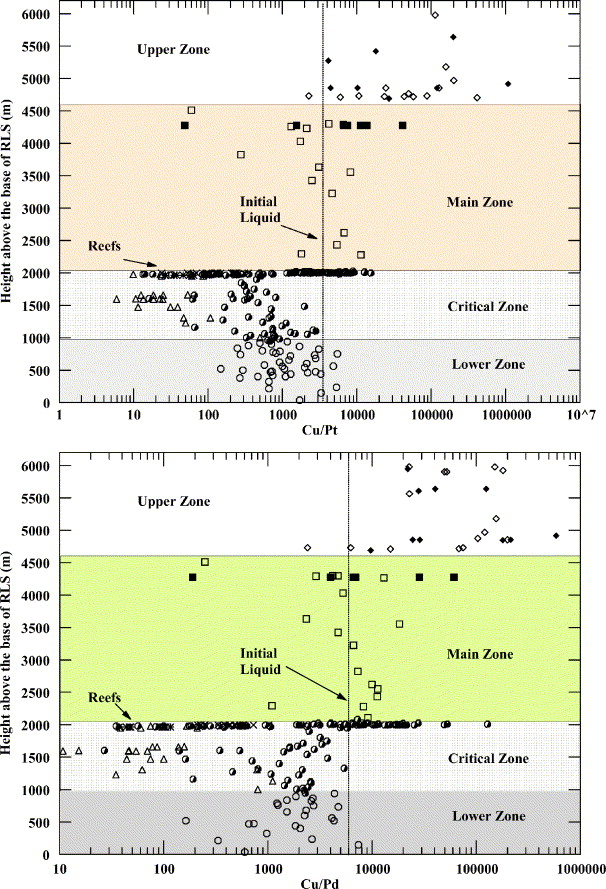 6000
Upper Zone
5500
5000
4500
4000
3500
Initial
Liquid
Main Zone
3000
2500
Reefs
2000
1500
Critical Zone
1000
Lower Zone
500
0
Height above the base of RLS (m)
1 10 100 1000 10000 100000 1000000 10^7
Cu/Pt
6000
Upper Zone
5500
5000
4500
4000
3500
Initial
Liquid
Main Zone
3000
2500
Reefs
2000
1500
Critical Zone
1000
Lower Zone
500
0
Height above the base of RLS (m)
10 100 1000 10000 100000 1000000
Cu/Pd